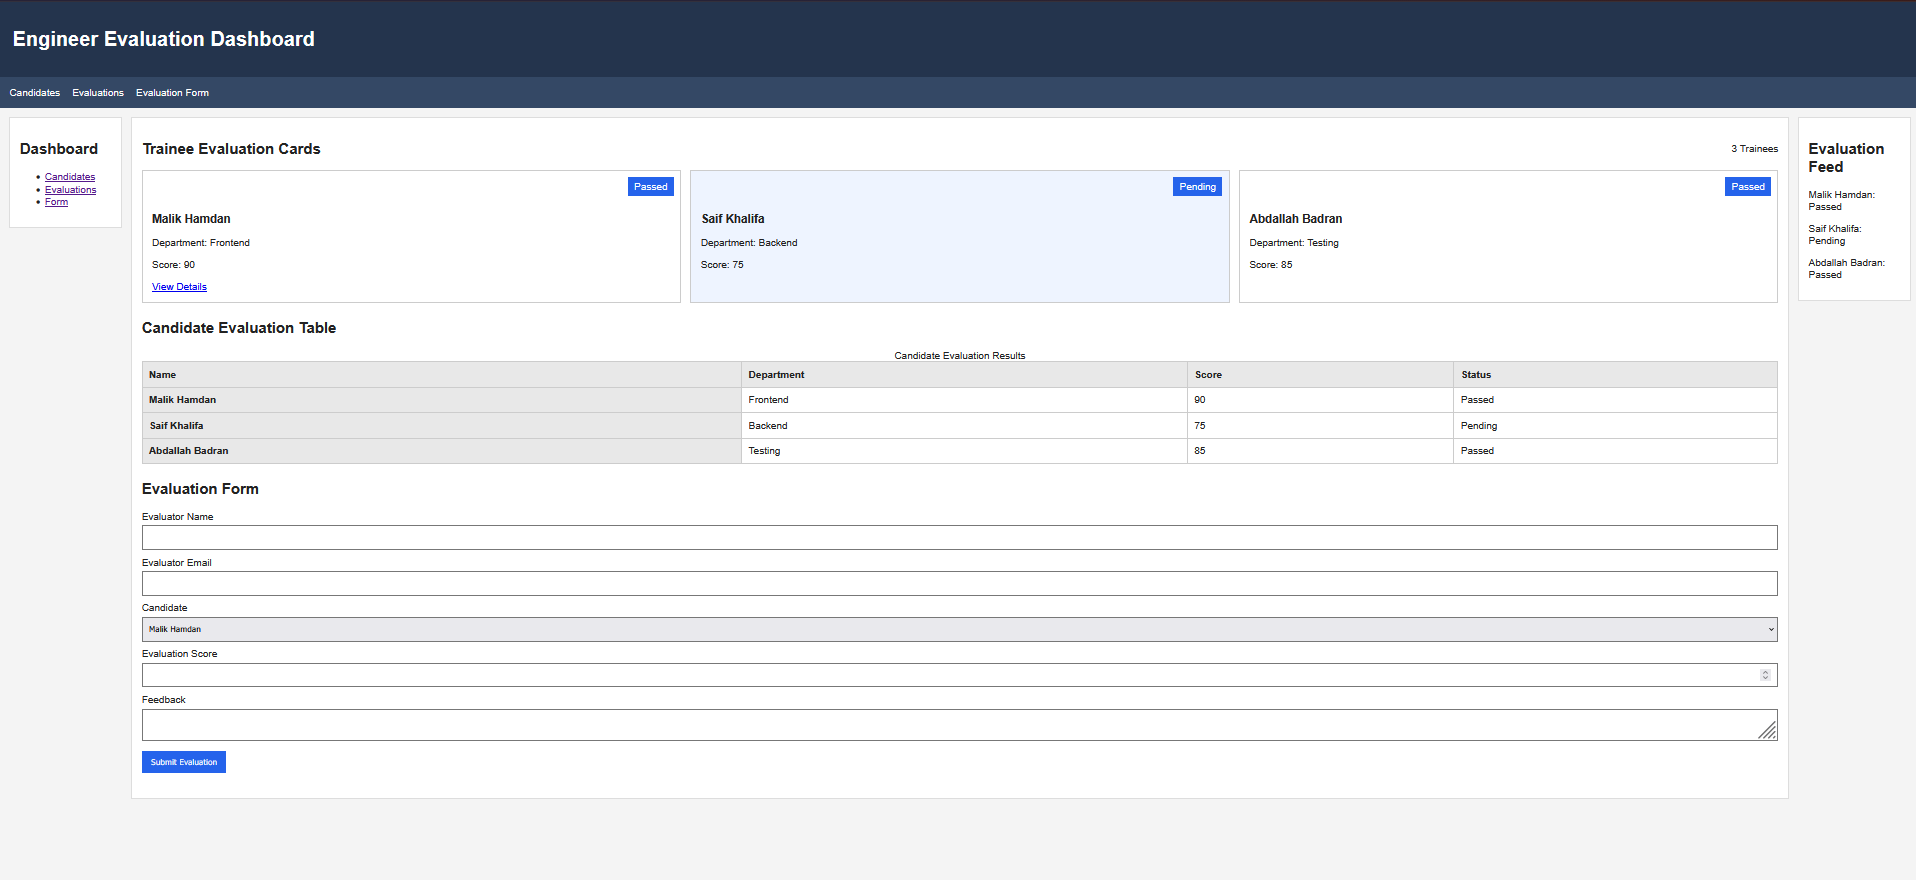 Engineer Evaluation Dashboard
Candidates Evaluations Evaluation Form
Dashboard
Candidates
Evaluations
Form
Trainee Evaluation Cards
3 Trainees
Passed
Malik Hamdan
Department: Frontend
Score: 90
View Details
Pending
Saif Khalifa
Department: Backend
Score: 75
Passed
Abdallah Badran
Department: Testing
Score: 85
Candidate Evaluation Table
Candidate Evaluation Results
Name Department Score Status
Malik Hamdan Frontend 90 Passed
Saif Khalifa Backend 75 Pending
Abdallah Badran Testing 85 Passed
Evaluation Form
Evaluator Name
Evaluator Email
Candidate
Malik Hamdan
Evaluation Score
Feedback
Submit Evaluation
Evaluation
Feed
Malik Hamdan:
Passed
Saif Khalifa:
Pending
Abdallah Badran:
Passed